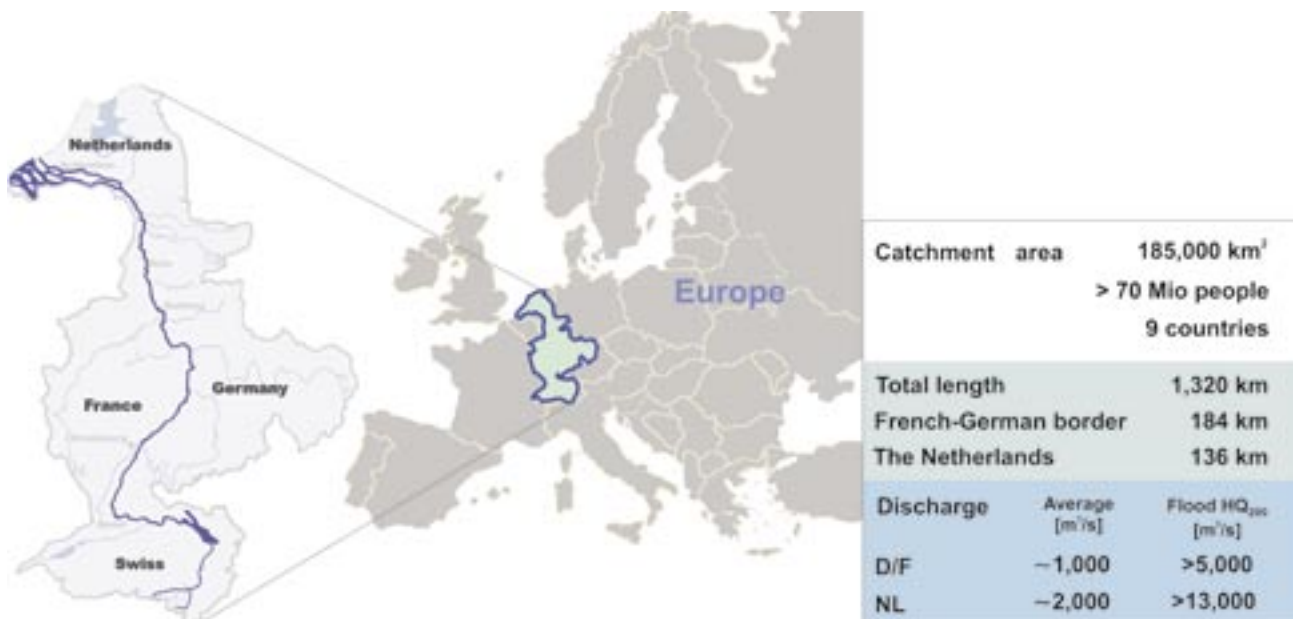 Netherlands
France
Germany
Swiss
Europe
Catchment area 185,000 km²
> 70 Mio people
9 countries
Total length 1,320 km
French-German border 184 km
The Netherlands 136 km
Discharge Average Flood HQ₂₀₀
[m³/s] [m³/s]
D/F ~1,000 >5,000
NL ~2,000 >13,000